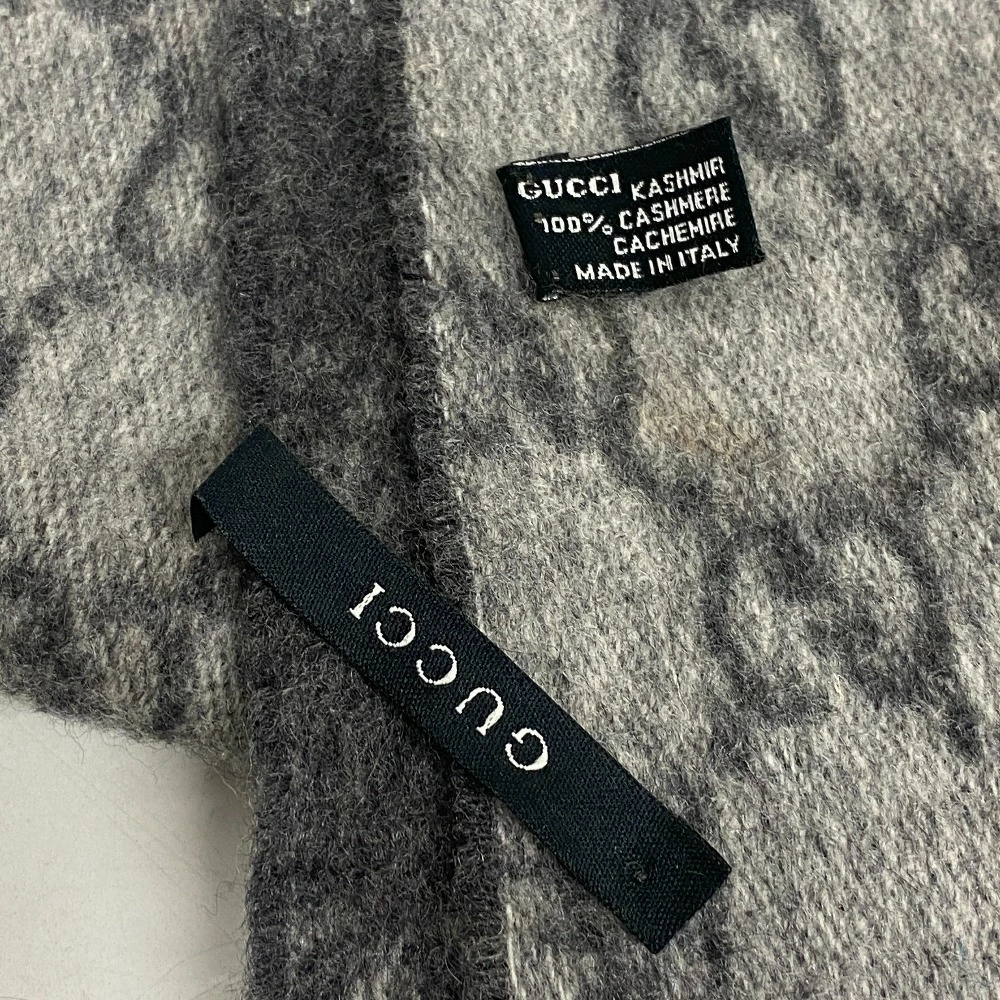 GUCCI KASHMIR
100% CASHMERE
CACHEMIRE
MADE IN ITALY
GUCCI